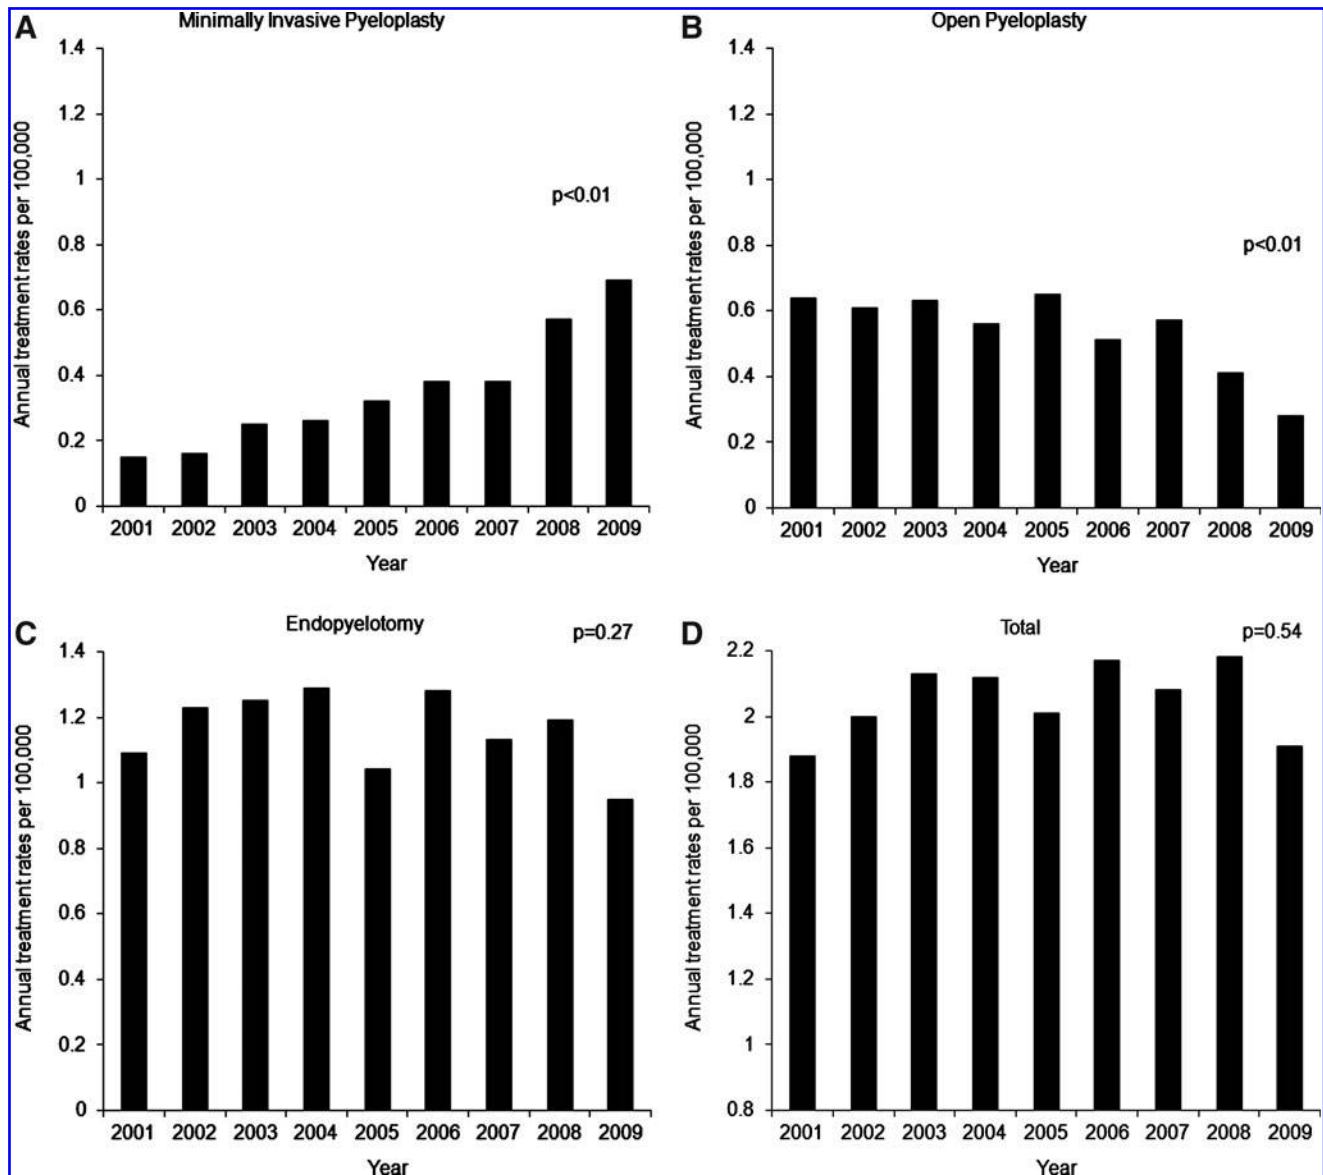 A
Minimally Invasive Pyeloplasty
1.4
1.2
1
0.8
0.6
0.4
0.2
0
Annual treatment rates per 100,000
p<0.01
2001 2002 2003 2004 2005 2006 2007 2008 2009
Year
B
Open Pyeloplasty
1.4
1.2
1
0.8
0.6
0.4
0.2
0
Annual treatment rates per 100,000
p<0.01
2001 2002 2003 2004 2005 2006 2007 2008 2009
Year
C
Endopyelotomy
p=0.27
1.4
1.2
1
0.8
0.6
0.4
0.2
0
Annual treatment rates per 100,000
2001 2002 2003 2004 2005 2006 2007 2008 2009
Year
D
Total
p=0.54
2.2
2
1.8
1.6
1.4
1.2
1
0.8
Annual treatment rates per 100,000
2001 2002 2003 2004 2005 2006 2007 2008 2009
Year